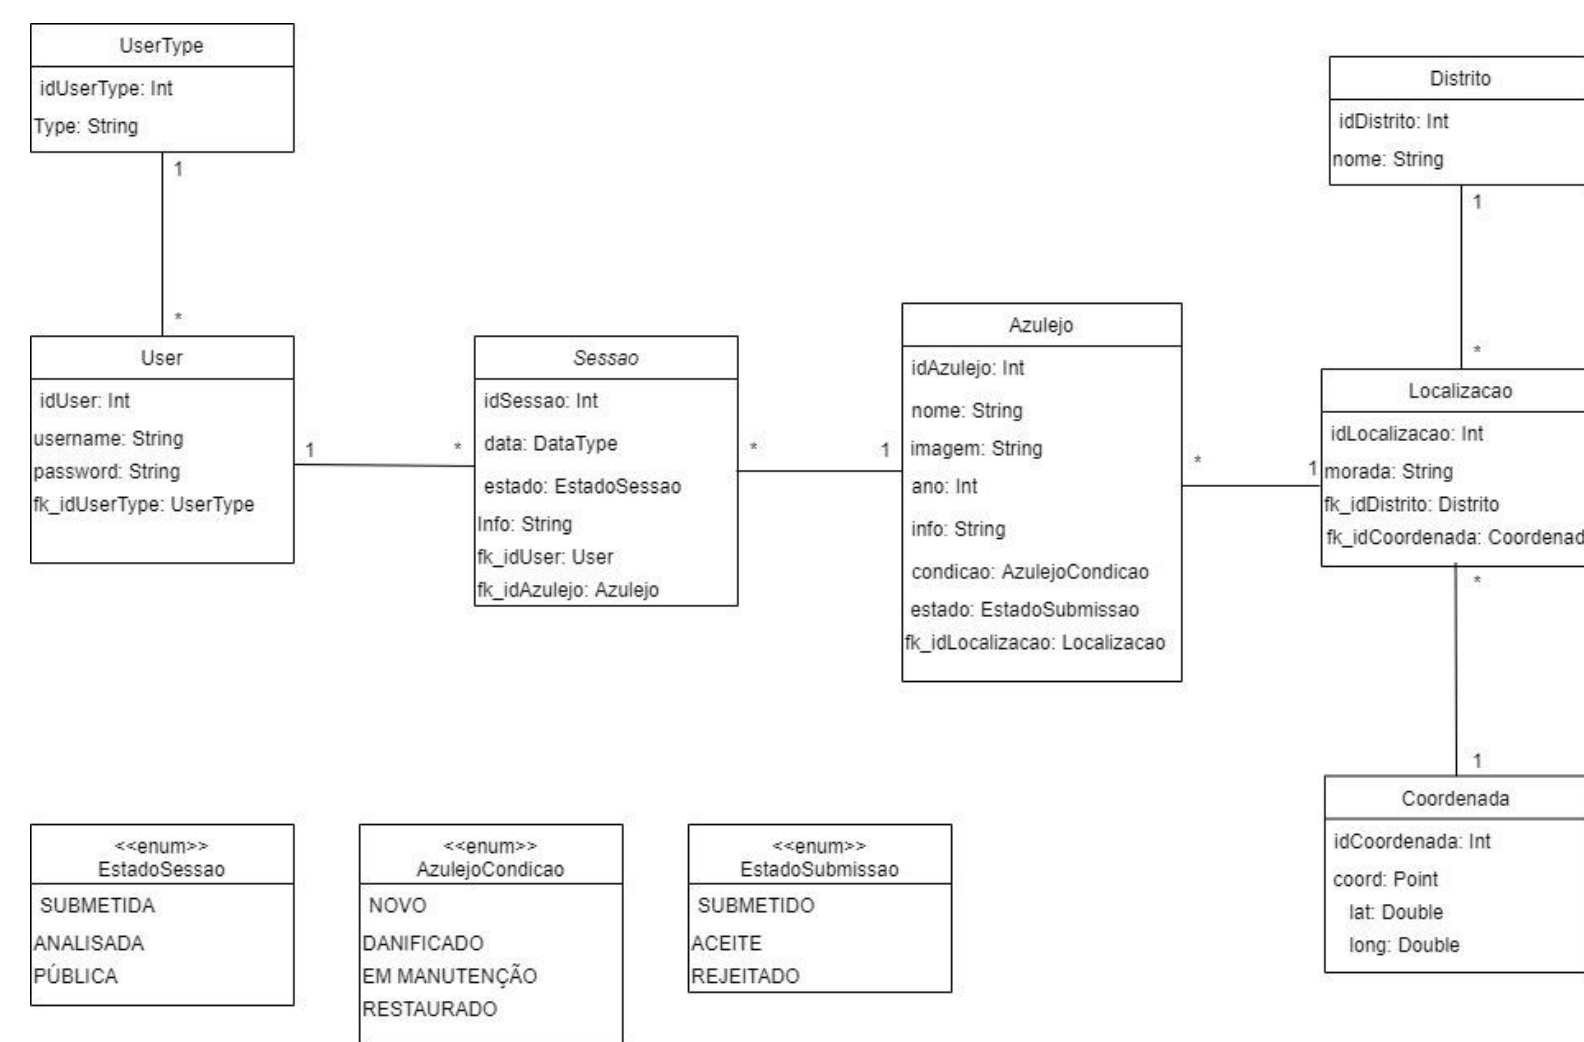 UserType
idUserType: Int
Type: String
1
*
User
idUser: Int
username: String
password: String
fk_idUserType: UserType
1
*
Sessao
idSessao: Int
data: DataType
estado: EstadoSessao
Info: String
fk_idUser: User
fk_idAzulejo: Azulejo
*
1
Azulejo
idAzulejo: Int
nome: String
imagem: String
ano: Int
info: String
condicao: AzulejoCondicao
estado: EstadoSubmissao
fk_idLocalizacao: Localizacao
*
1
Distrito
idDistrito: Int
nome: String
1
*
Localizacao
idLocalizacao: Int
morada: String
fk_idDistrito: Distrito
fk_idCoordenada: Coordenad
*
1
Coordenada
idCoordenada: Int
coord: Point
lat: Double
long: Double
<<enum>>
EstadoSessao
SUBMETIDA
ANALISADA
PÚBLICA
<<enum>>
AzulejoCondicao
NOVO
DANIFICADO
EM MANUTENÇÃO
RESTAURADO
<<enum>>
EstadoSubmissao
SUBMETIDO
ACEITE
REJEITADO